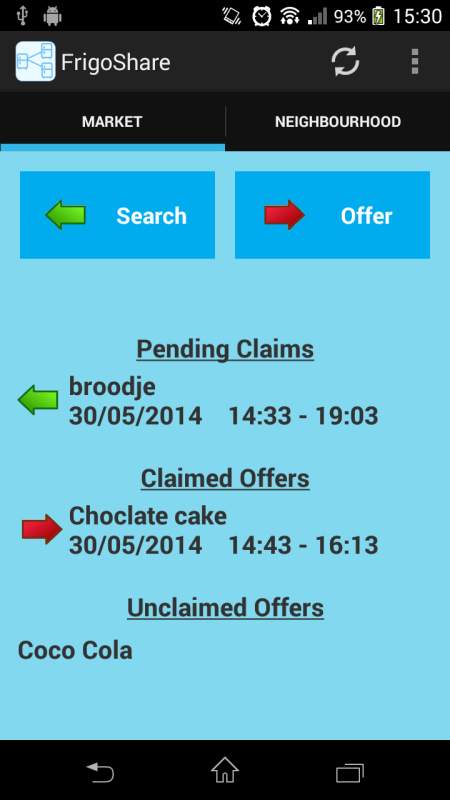 93% 15:30
FrigoShare
MARKET NEIGHBOURHOOD
Search Offer
Pending Claims
broodje
30/05/2014 14:33 - 19:03
Claimed Offers
Choclate cake
30/05/2014 14:43 - 16:13
Unclaimed Offers
Coco Cola